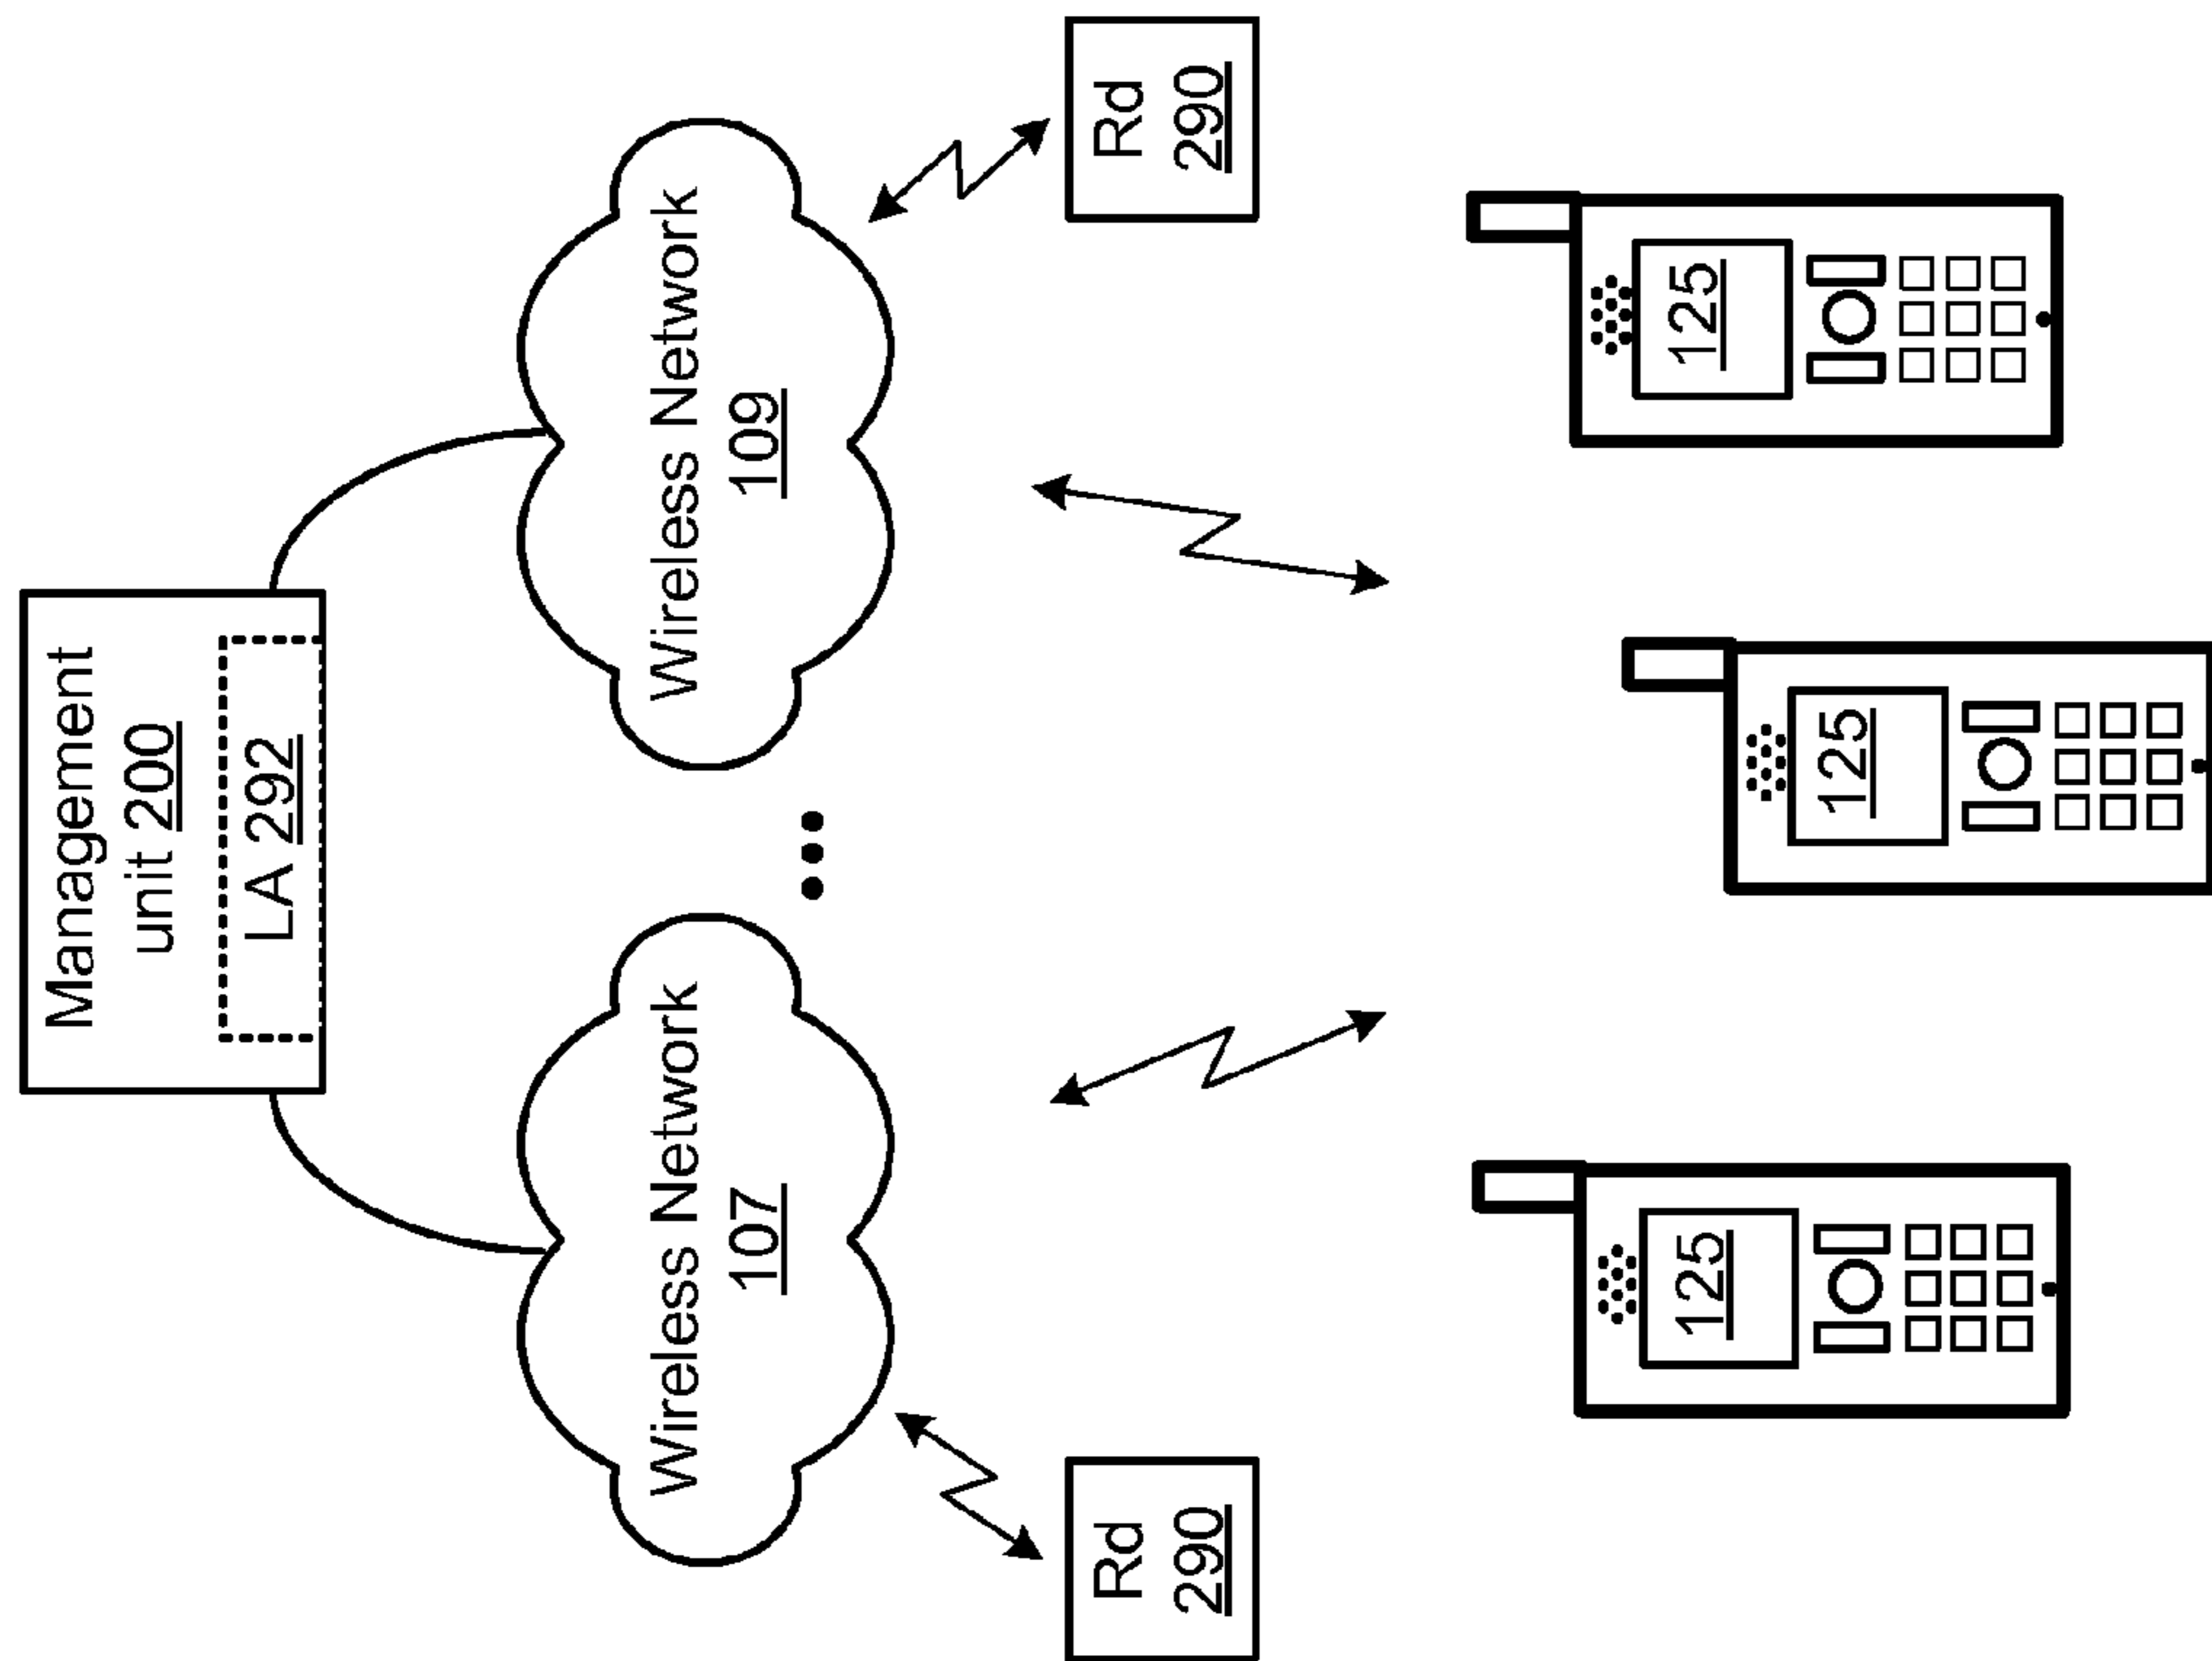 Management
unit 200
LA 292
Wireless Network
107
Wireless Network
109
Rd
290
Rd
290
125
125
125